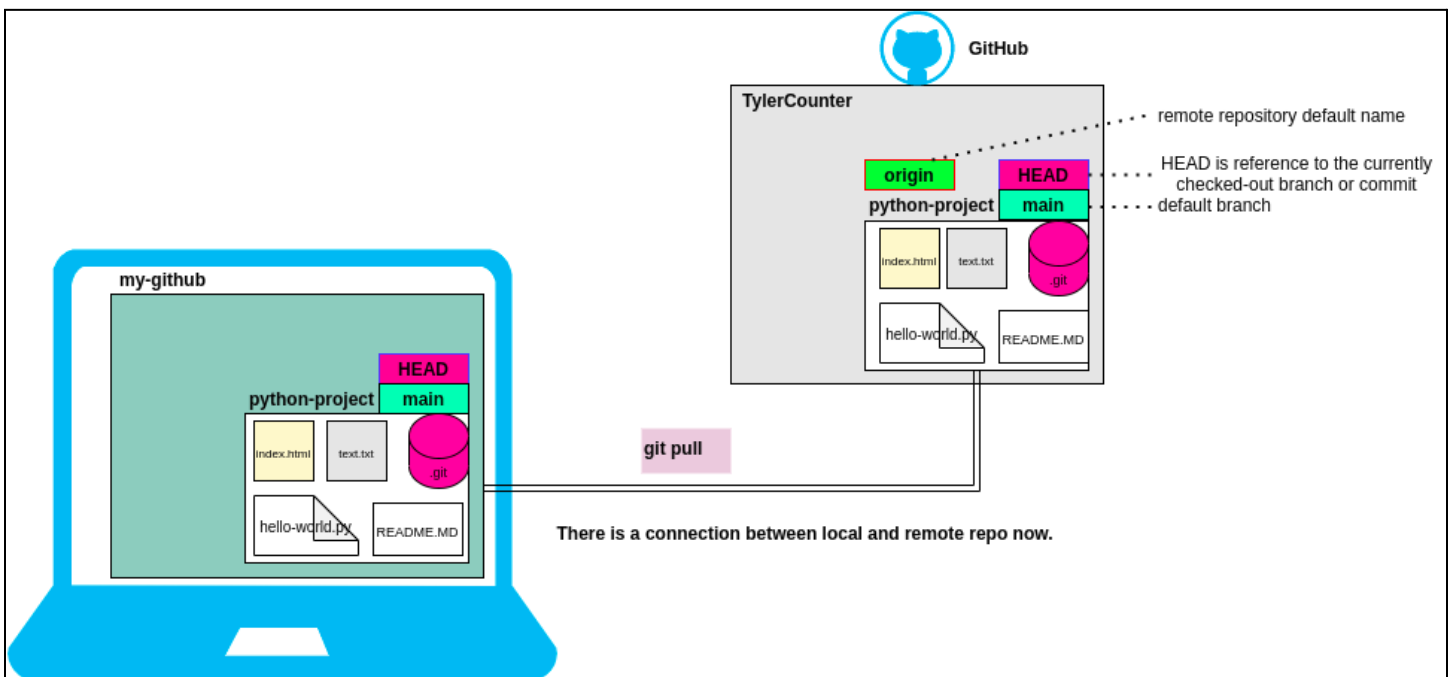 GitHub
TylerCounter
remote repository default name
HEAD is reference to the currently
checked-out branch or commit
default branch
origin
HEAD
python-project
main
index.html
text.txt
.git
hello-world.py
README.MD
my-github
HEAD
python-project
main
index.html
text.txt
.git
hello-world.py
README.MD
git pull
There is a connection between local and remote repo now.